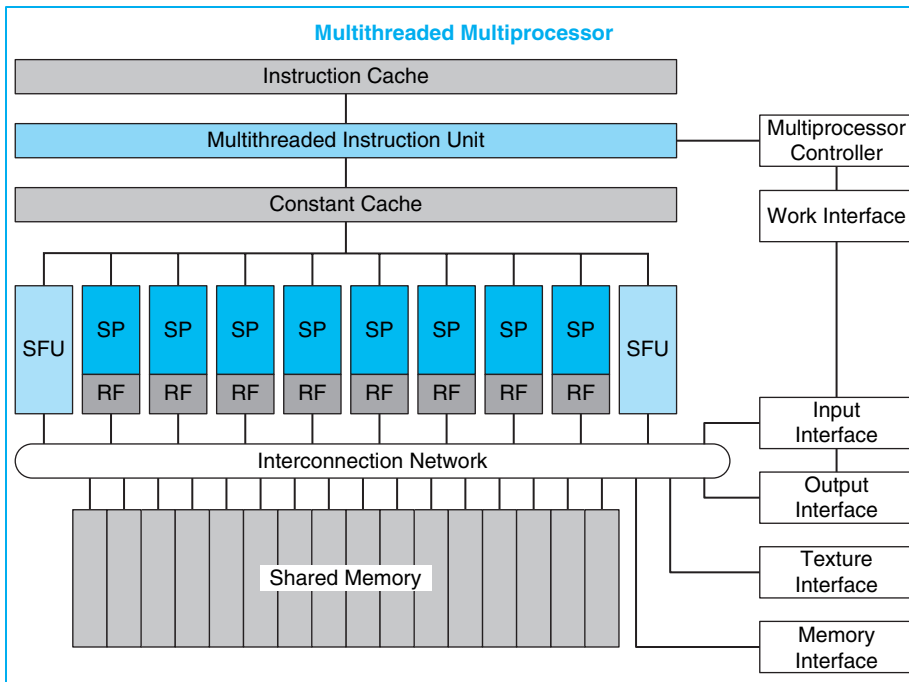 Multithreaded Multiprocessor
Instruction Cache
Multithreaded Instruction Unit
Multiprocessor
Controller
Constant Cache
Work Interface
SFU
SP
SP
SP
SP
SP
SP
SP
SP
SFU
RF
RF
RF
RF
RF
RF
RF
RF
Input
Interface
Interconnection Network
Output
Interface
Shared Memory
Texture
Interface
Memory
Interface